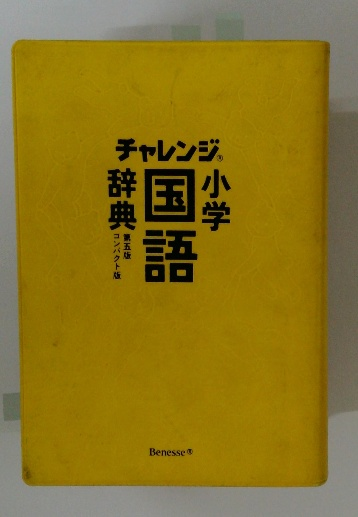 チャレンジ®
小学
国語
辞典
第五版
コンパクト版
Benesse®